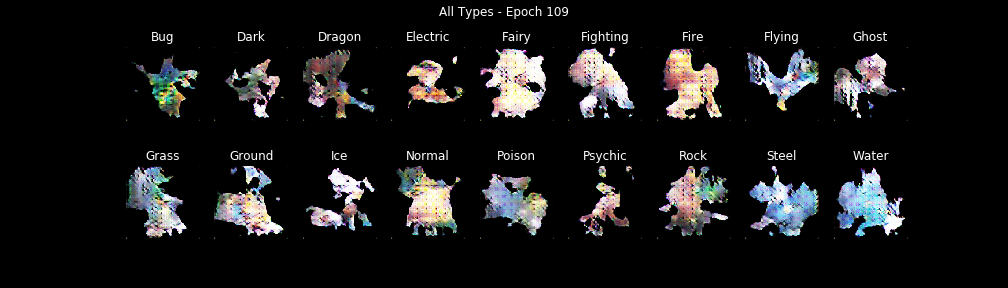 All Types - Epoch 109
Bug Dark Dragon Electric Fairy Fighting Fire Flying Ghost
Grass Ground Ice Normal Poison Psychic Rock Steel Water